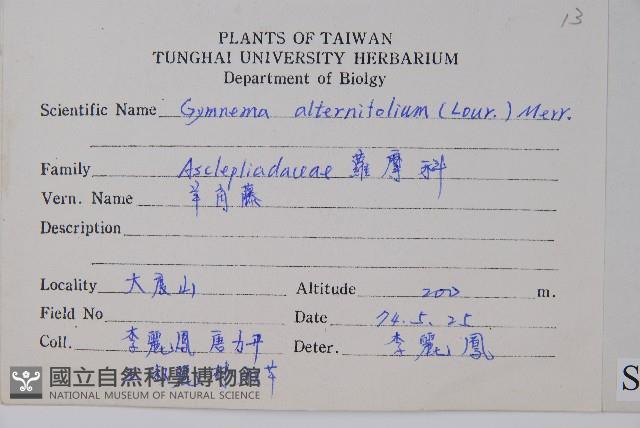 13
PLANTS OF TAIWAN
TUNGHAI UNIVERSITY HERBARIUM
Department of Biolgy
Scientific Name Gymnema alternifolium (Lour.) Merr.
Family Asclepiadaceae 蘿摩科
Vern. Name 羊角藤
Description
Locality 大度山 Altitude 200 m.
Field No Date 74.5.25
Coll. 李麗鳳 唐 Deter. 李麗鳳
國立自然科學博物館
NATIONAL MUSEUM OF NATURAL SCIENCE
S